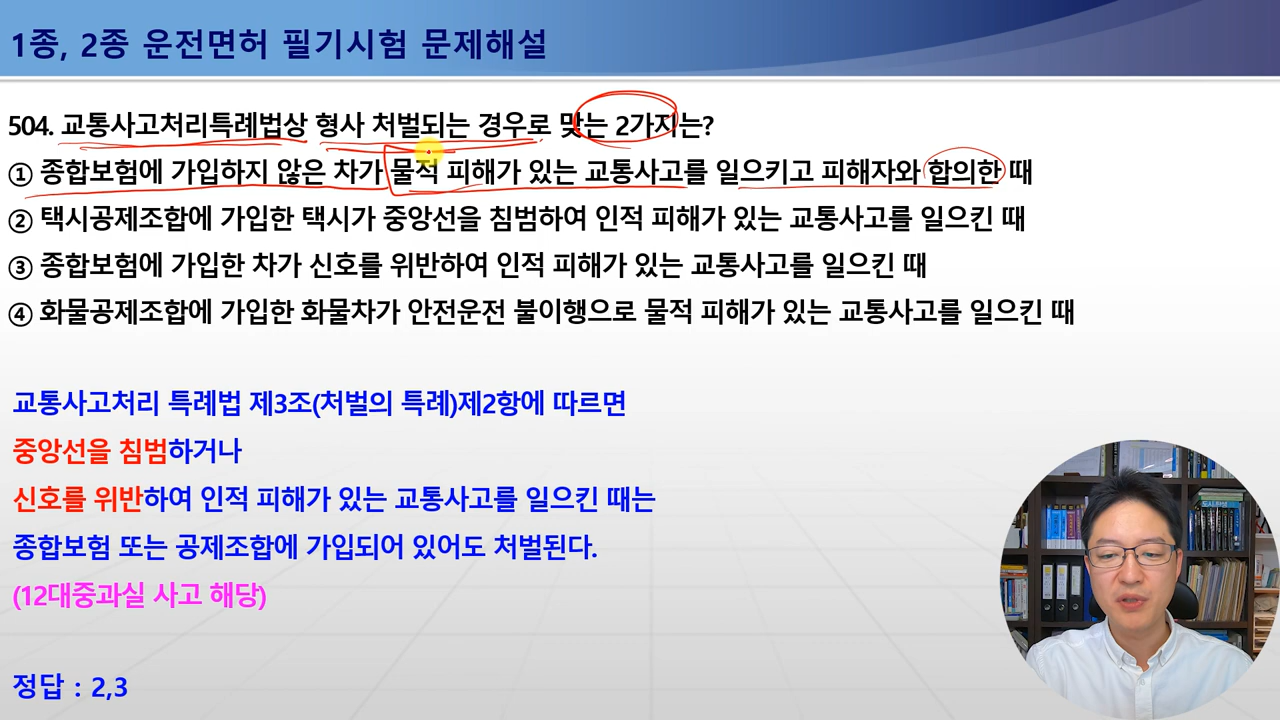 1종, 2종 운전면허 필기시험 문제해설
504. 교통사고처리특례법상 형사 처벌되는 경우로 맞는 2가지는?
① 종합보험에 가입하지 않은 차가 물적 피해가 있는 교통사고를 일으키고 피해자와 합의한 때
② 택시공제조합에 가입한 택시가 중앙선을 침범하여 인적 피해가 있는 교통사고를 일으킨 때
③ 종합보험에 가입한 차가 신호를 위반하여 인적 피해가 있는 교통사고를 일으킨 때
④ 화물공제조합에 가입한 화물차가 안전운전 불이행으로 물적 피해가 있는 교통사고를 일으킨 때
교통사고처리 특례법 제3조(처벌의 특례)제2항에 따르면
중앙선을 침범하거나
신호를 위반하여 인적 피해가 있는 교통사고를 일으킨 때는
종합보험 또는 공제조합에 가입되어 있어도 처벌된다.
(12대중과실 사고 해당)
정답 : 2,3